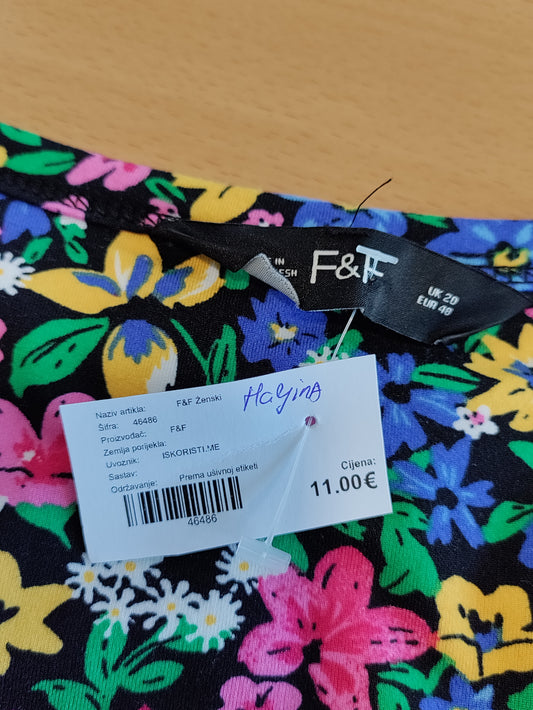 E IN
ESH
F&F
UK 20
EUR 48
Naziv artikla: F&F Ženski
Haljina
Šifra: 46486
Proizvođač: F&F
Zemlja porijekla:
Uvoznik: ISKORISTI.ME
Sastav:
Održavanje: Prema ušivnoj etiketi
46486
Cijena:
11.00€